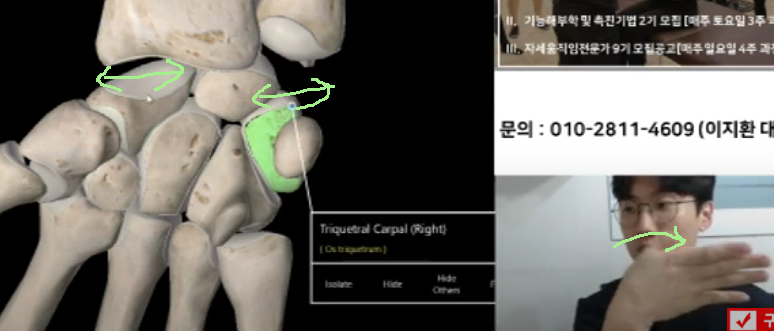 II. 기능해부학 및 촉진기법 2기 모집 [매주 토요일 3주
III. 자세움직임전문가 9기 모집공고 [매주일요일 4주 과정
문의 : 010-2811-4609 (이지환 대
Triquetral Carpal (Right)
( Os triquetrum )
Isolate Hide Hide Others